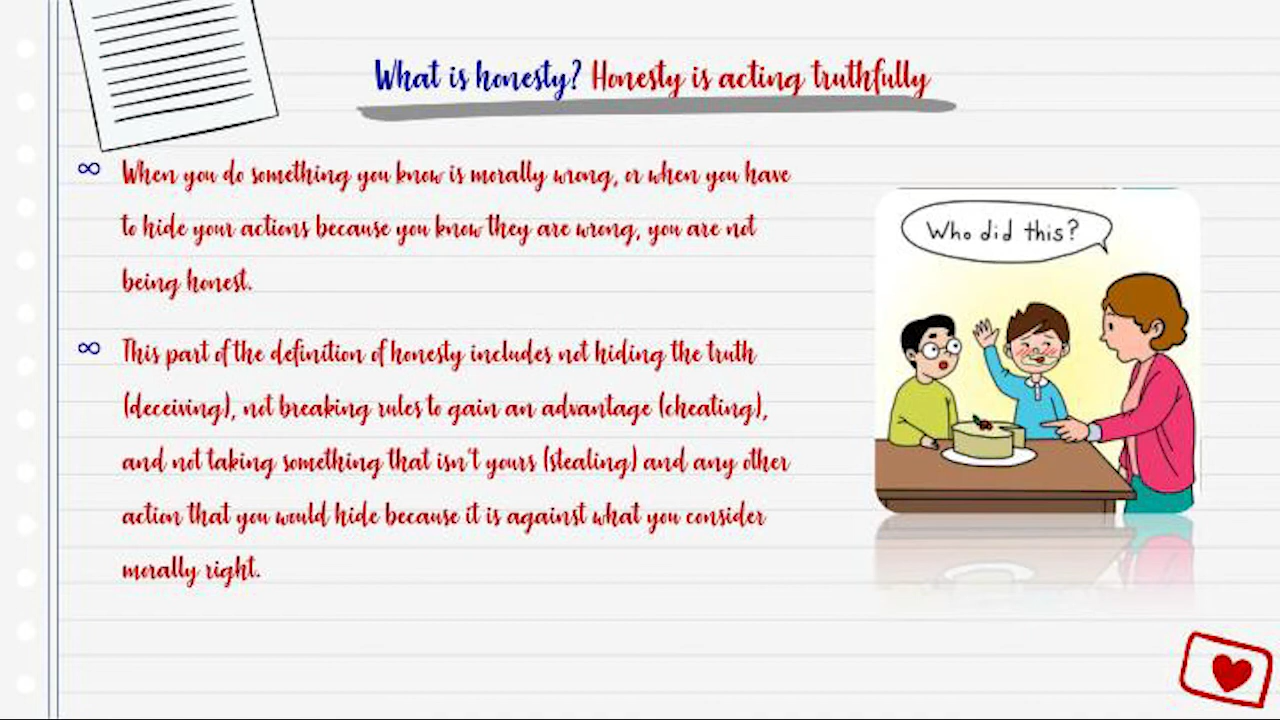 What is honesty? Honesty is acting truthfully
∞ When you do something you know is morally wrong, or when you have
to hide your actions because you know they are wrong, you are not
being honest.
∞ This part of the definition of honesty includes not hiding the truth
(deceiving), not breaking rules to gain an advantage (cheating),
and not taking something that isn't yours (stealing) and any other
action that you would hide because it is against what you consider
morally right.
Who did this?